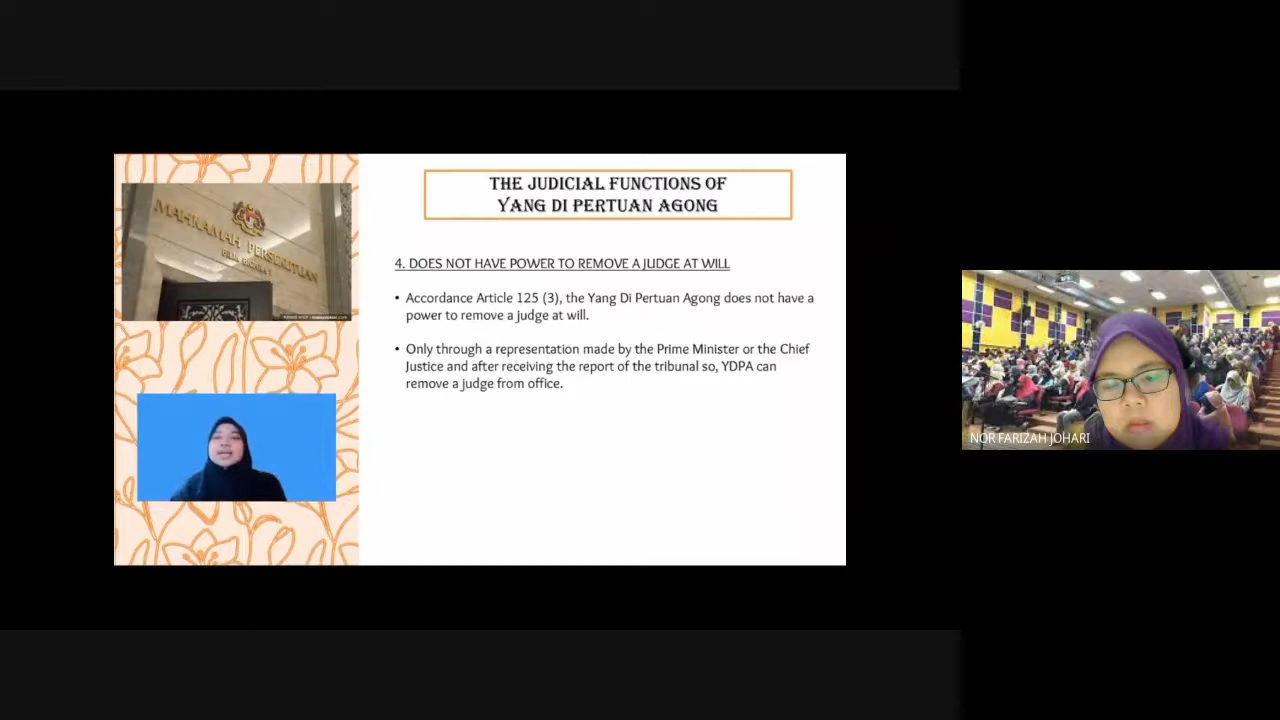 THE JUDICIAL FUNCTIONS OF
YANG DI PERTUAN AGONG
MAHKAMAH PERSEKUTUAN
4. DOES NOT HAVE POWER TO REMOVE A JUDGE AT WILL
• Accordance Article 125 (3), the Yang Di Pertuan Agong does not have a
power to remove a judge at will.
• Only through a representation made by the Prime Minister or the Chief
Justice and after receiving the report of the tribunal so, YDPA can
remove a judge from office.
NOR FARIZAH JOHARI